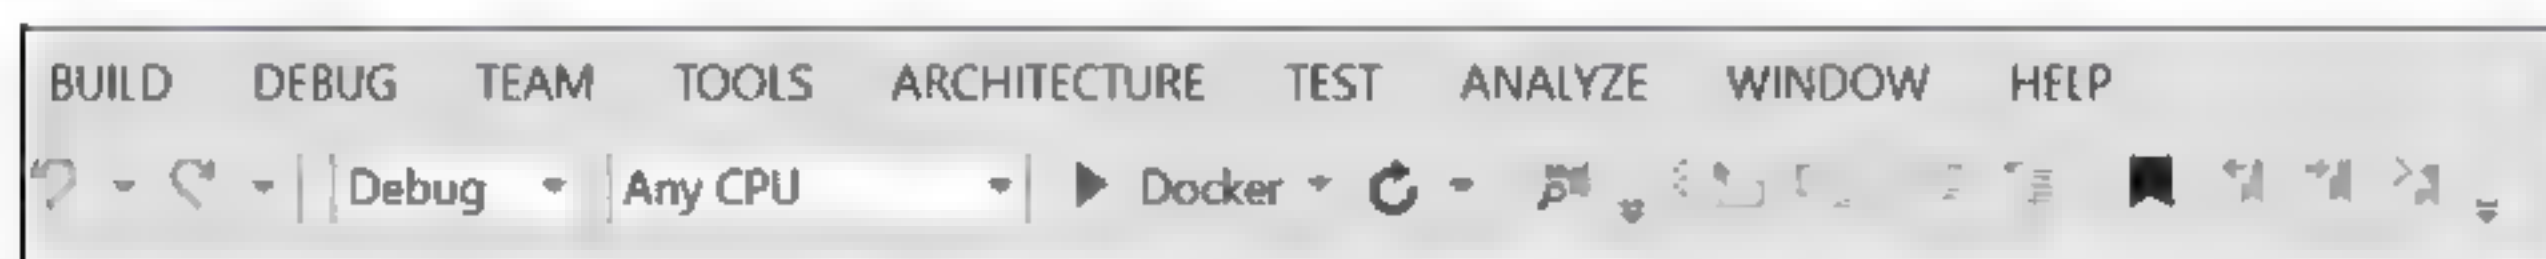 BUILD DEBUG TEAM TOOLS ARCHITECTURE TEST ANALYZE WINDOW HELP
Debug Any CPU Docker